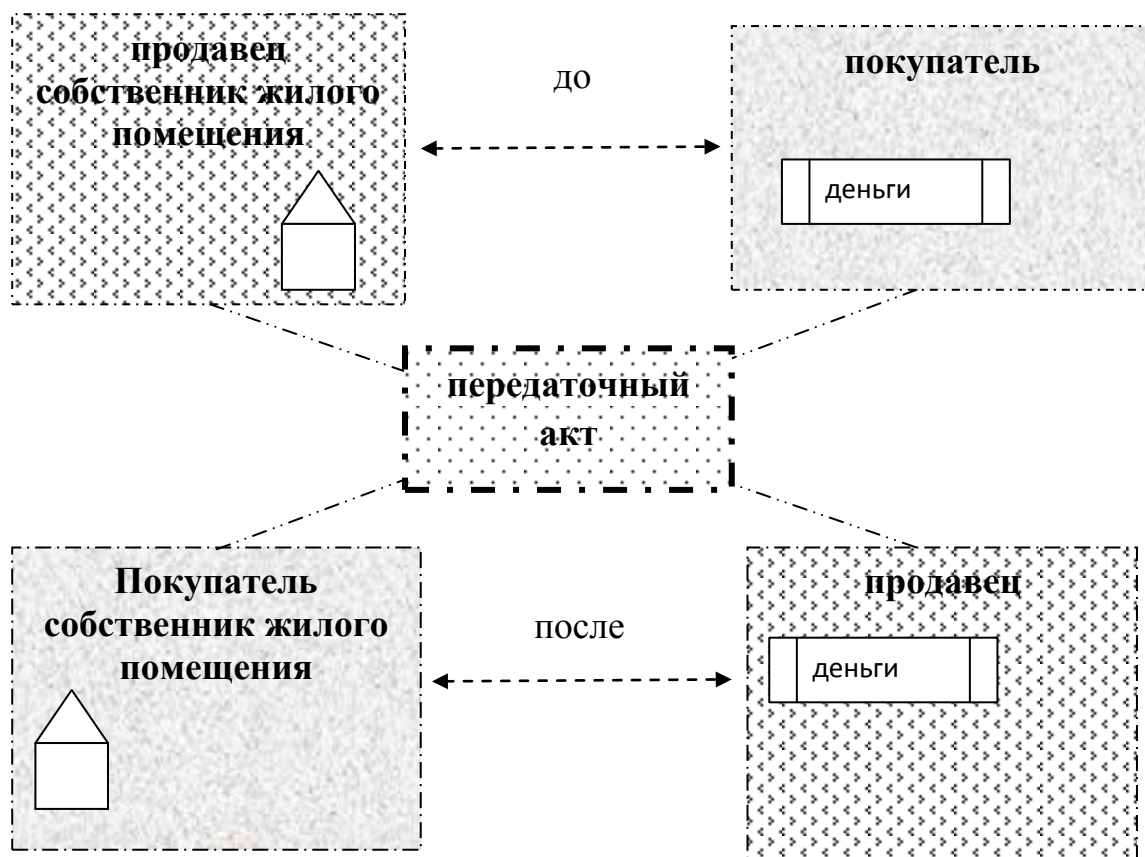 продавец
собственник жилого
помещения
до
покупатель
деньги
передаточный
акт
Покупатель
собственник жилого
помещения
после
продавец
деньги